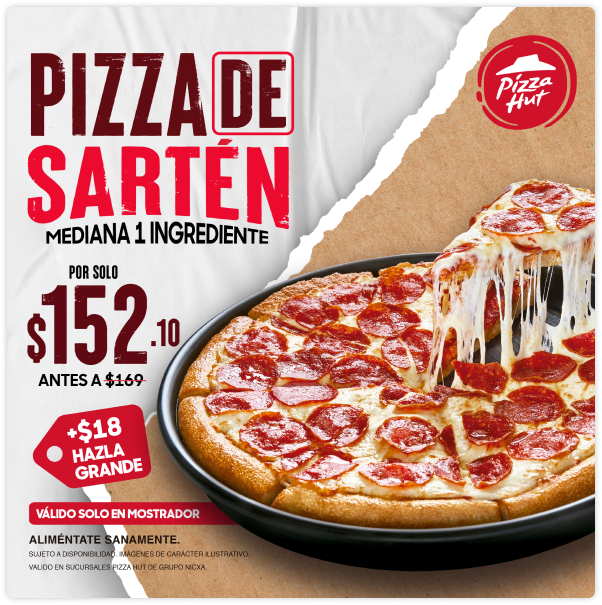 PIZZA DE
SARTÉN
MEDIANA 1 INGREDIENTE
POR SOLO
$152.10
ANTES A $169
+$18
HAZLA
GRANDE
VÁLIDO SOLO EN MOSTRADOR
ALIMÉNTATE SANAMENTE.
SUJETO A DISPONIBILIDAD. IMÁGENES DE CARÁCTER ILUSTRATIVO.
VALIDO EN SUCURSALES PIZZA HUT DE GRUPO NICXA.
Pizza
Hut